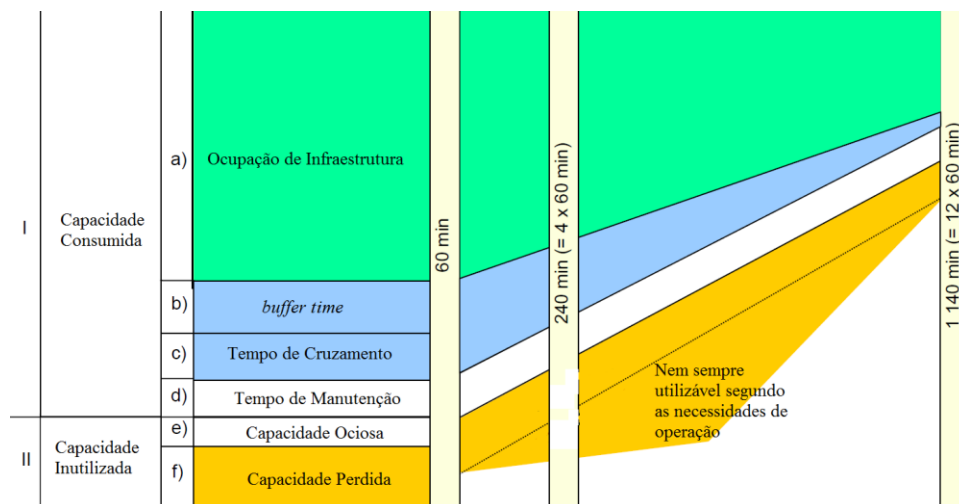 I
Capacidade
Consumida
a)
Ocupação de Infraestrutura
b)
buffer time
c)
Tempo de Cruzamento
d)
Tempo de Manutenção
II
Capacidade
Inutilizada
e)
Capacidade Ociosa
f)
Capacidade Perdida
60 min
240 min (= 4 x 60 min)
Nem sempre
utilizável segundo
as necessidades de
operação
1 140 min (= 12 x 60 min)